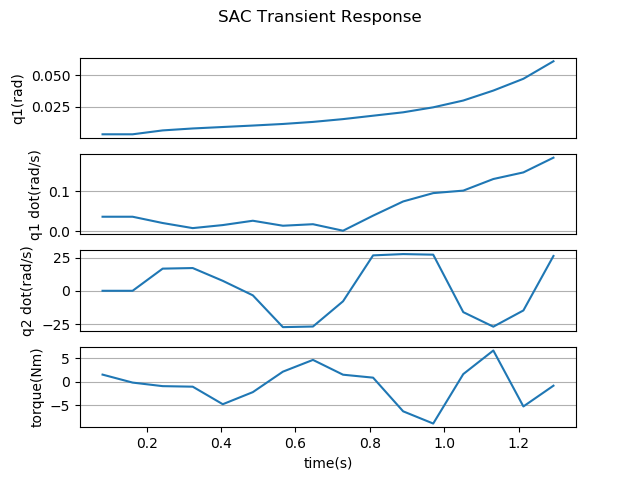 SAC Transient Response
q1(rad)
0.050
0.025
q1 dot(rad/s)
0.1
0.0
q2 dot(rad/s)
25
0
−25
torque(Nm)
5
0
−5
0.2 0.4 0.6 0.8 1.0 1.2
time(s)